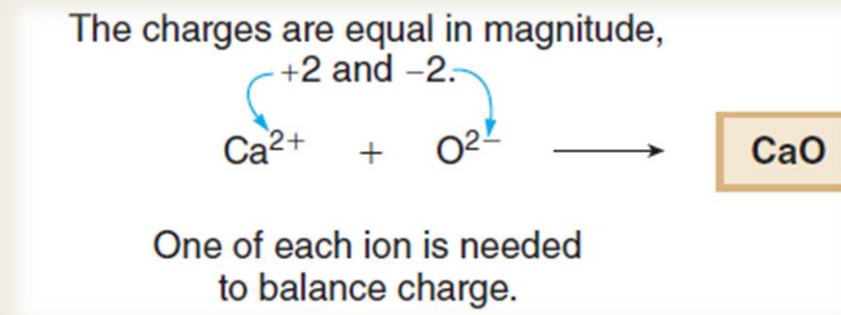 The charges are equal in magnitude,
+2 and −2.
Ca²⁺ + O²⁻ ⟶ CaO
One of each ion is needed
to balance charge.